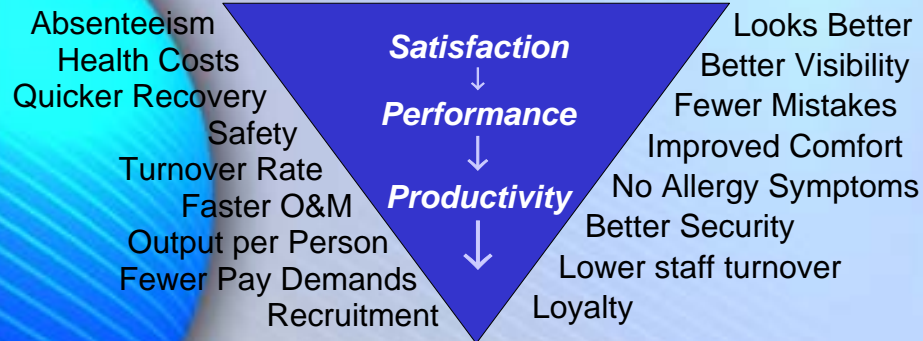 Absenteeism
Health Costs
Quicker Recovery
Safety
Turnover Rate
Faster O&M
Output per Person
Fewer Pay Demands
Recruitment
Satisfaction
↓
Performance
↓
Productivity
↓
Looks Better
Better Visibility
Fewer Mistakes
Improved Comfort
No Allergy Symptoms
Better Security
Lower staff turnover
Loyalty